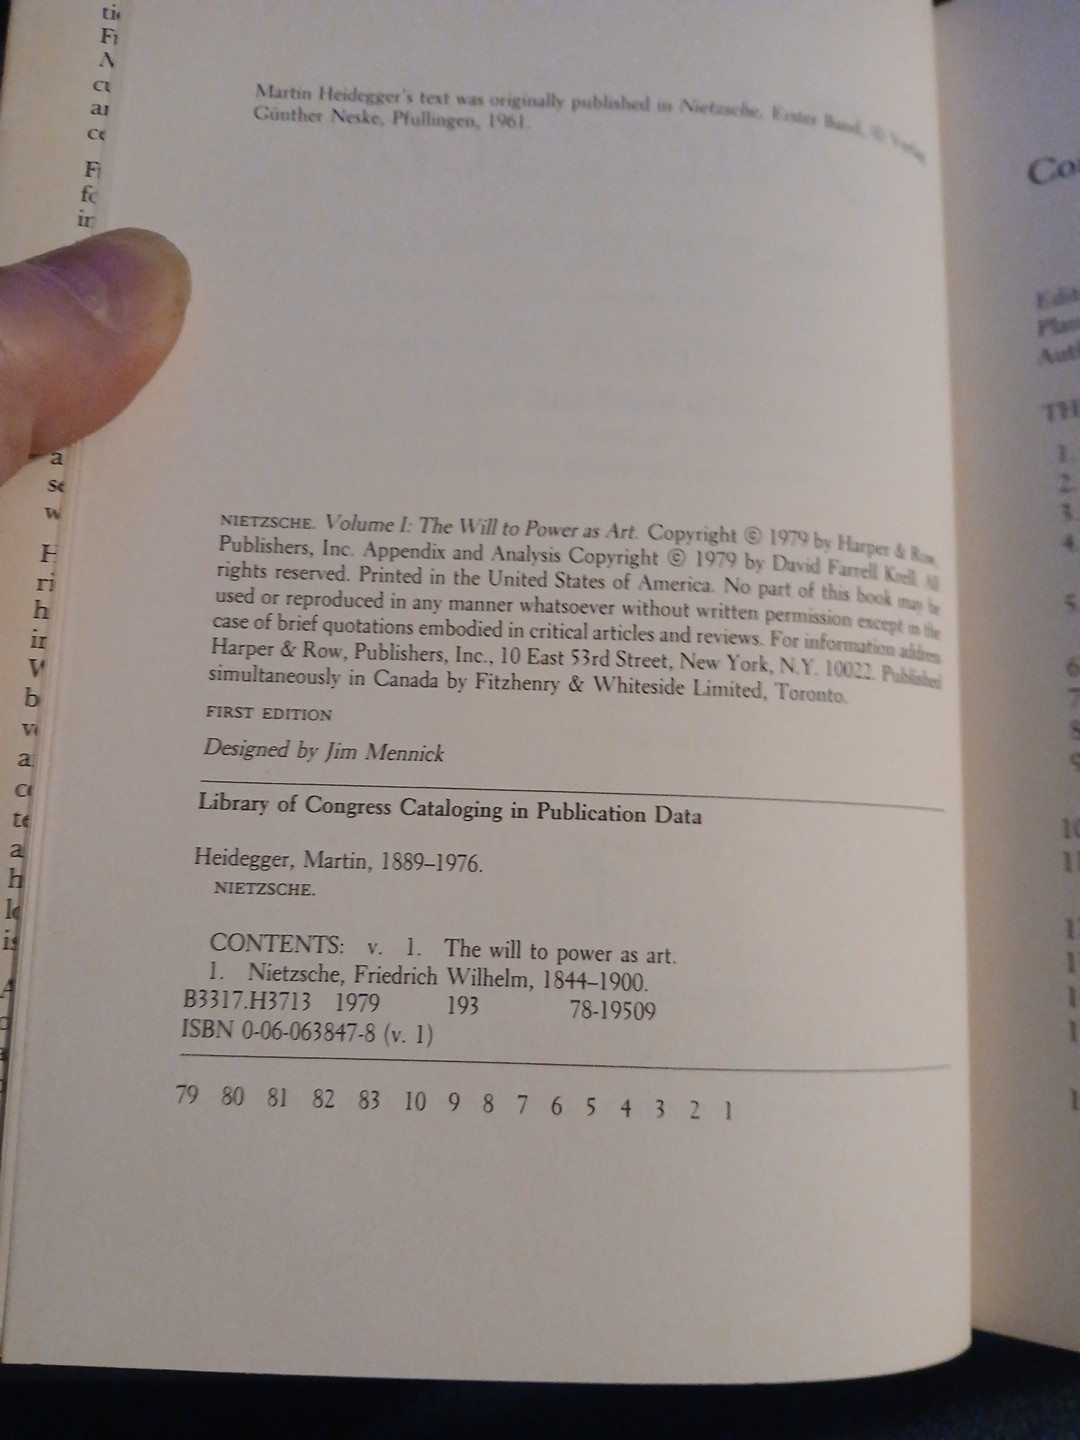 Martin Heidegger's text was originally published in Nietzsche, Erster Band, © Verlag
Günther Neske, Pfullingen, 1961.
NIETZSCHE. Volume I: The Will to Power as Art. Copyright © 1979 by Harper & Row,
Publishers, Inc. Appendix and Analysis Copyright © 1979 by David Farrell Krell. All
rights reserved. Printed in the United States of America. No part of this book may be
used or reproduced in any manner whatsoever without written permission except in the
case of brief quotations embodied in critical articles and reviews. For information address
Harper & Row, Publishers, Inc., 10 East 53rd Street, New York, N.Y. 10022. Published
simultaneously in Canada by Fitzhenry & Whiteside Limited, Toronto.
FIRST EDITION
Designed by Jim Mennick
Library of Congress Cataloging in Publication Data
Heidegger, Martin, 1889–1976.
NIETZSCHE.
CONTENTS: v. 1. The will to power as art.
1. Nietzsche, Friedrich Wilhelm, 1844–1900.
B3317.H3713 1979 193 78-19509
ISBN 0-06-063847-8 (v. 1)
79 80 81 82 83 10 9 8 7 6 5 4 3 2 1